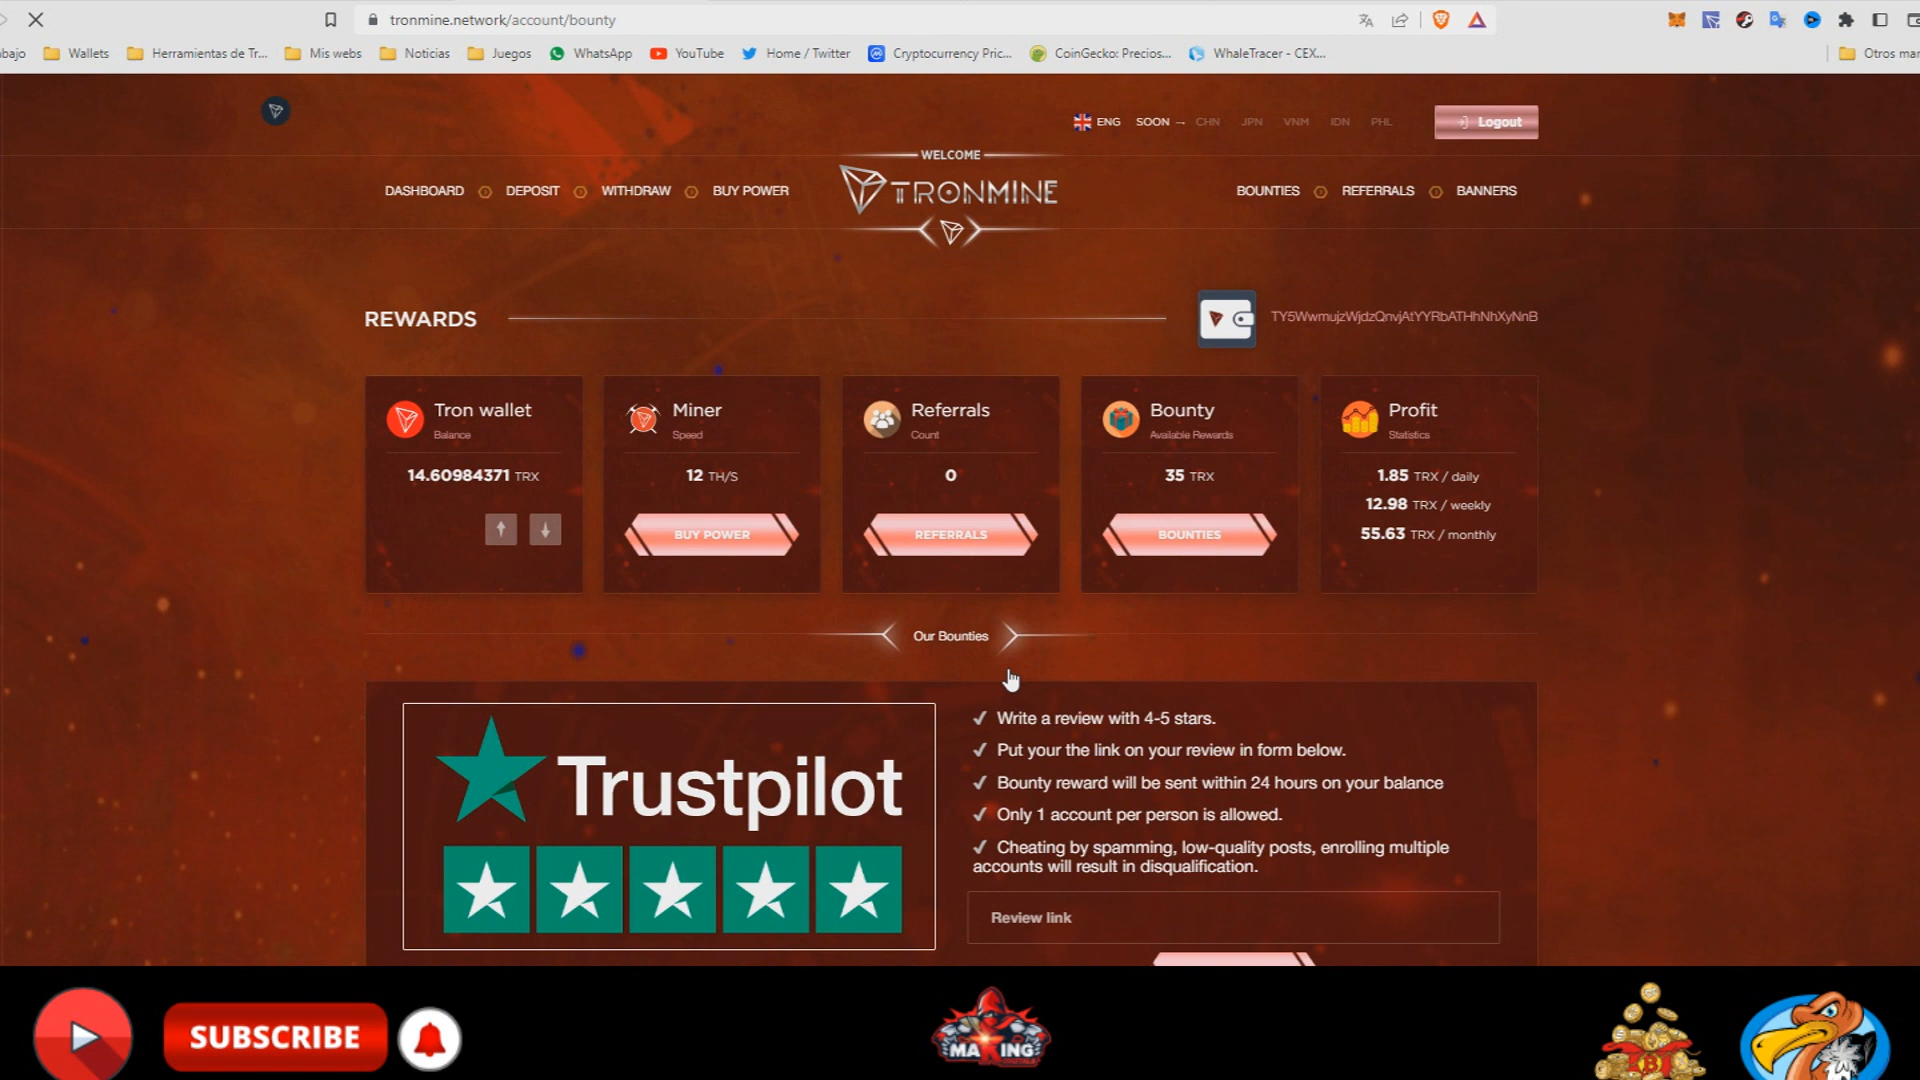 tronmine.network/account/bounty
bajo Wallets Herramientas de Tr... Mis webs Noticias Juegos WhatsApp YouTube Home / Twitter Cryptocurrency Pric... CoinGecko: Precios... WhaleTracer - CEX... Otros mar
ENG SOON → CHN JPN VNM IDN PHL Logout
WELCOME
DASHBOARD DEPOSIT WITHDRAW BUY POWER TRONMINE BOUNTIES REFERRALS BANNERS
REWARDS TY5WwmujzWjdzQnvjAtYYRbATHhNhXyNnB
Tron wallet Miner Referrals Bounty Profit
Balance Speed Count Available Rewards Statistics
14.60984371 TRX 12 TH/S 0 35 TRX 1.85 TRX / daily
12.98 TRX / weekly
BUY POWER REFERRALS BOUNTIES 55.63 TRX / monthly
Our Bounties
Trustpilot
✓ Write a review with 4-5 stars.
✓ Put your the link on your review in form below.
✓ Bounty reward will be sent within 24 hours on your balance
✓ Only 1 account per person is allowed.
✓ Cheating by spamming, low-quality posts, enrolling multiple
accounts will result in disqualification.
Review link
SUBSCRIBE
MAKING